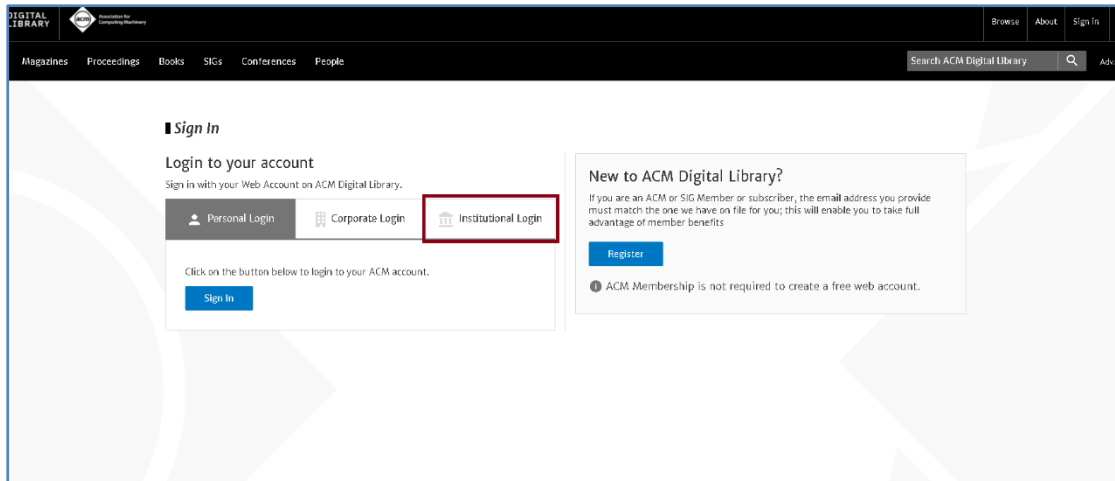 DIGITAL
LIBRARY
acm
Association for
Computing Machinery
Browse About Sign in
Magazines Proceedings Books SIGs Conferences People
Search ACM Digital Library
Sign In
Login to your account
Sign in with your Web Account on ACM Digital Library.
Personal Login Corporate Login Institutional Login
Click on the button below to login to your ACM account.
Sign In
New to ACM Digital Library?
If you are an ACM or SIG Member or subscriber, the email address you provide
must match the one we have on file for you; this will enable you to take full
advantage of member benefits
Register
ACM Membership is not required to create a free web account.